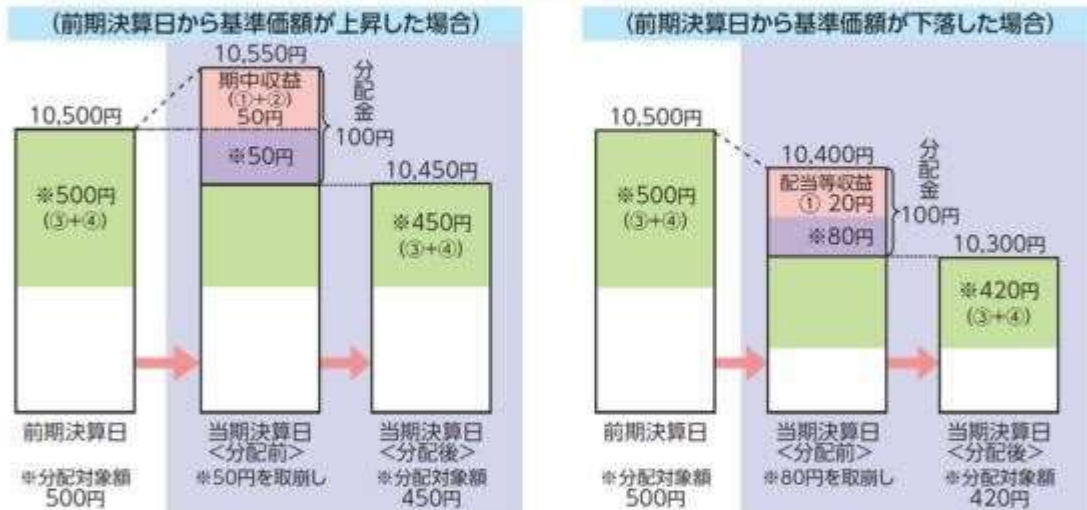 (前期決算日から基準価額が上昇した場合)
10,550円
期中収益
(①+②)
50円
※50円
分配金
100円
10,500円
※500円
(③+④)
10,450円
※450円
(③+④)
前期決算日
※分配対象額
500円
当期決算日
<分配前>
※50円を取崩し
当期決算日
<分配後>
※分配対象額
450円
(前期決算日から基準価額が下落した場合)
10,500円
※500円
(③+④)
10,400円
配当等収益
① 20円
※80円
分配金
100円
10,300円
※420円
(③+④)
前期決算日
※分配対象額
500円
当期決算日
<分配前>
※80円を取崩し
当期決算日
<分配後>
※分配対象額
420円